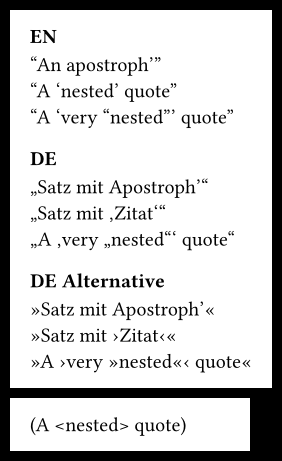 EN
“An apostroph’”
“A ‘nested’ quote”
“A ‘very “nested”’ quote”
DE
„Satz mit Apostroph’“
„Satz mit ‚Zitat‘“
„A ‚very „nested“‘ quote“
DE Alternative
»Satz mit Apostroph’«
»Satz mit ›Zitat‹«
»A ›very »nested«‹ quote«
(A <nested> quote)